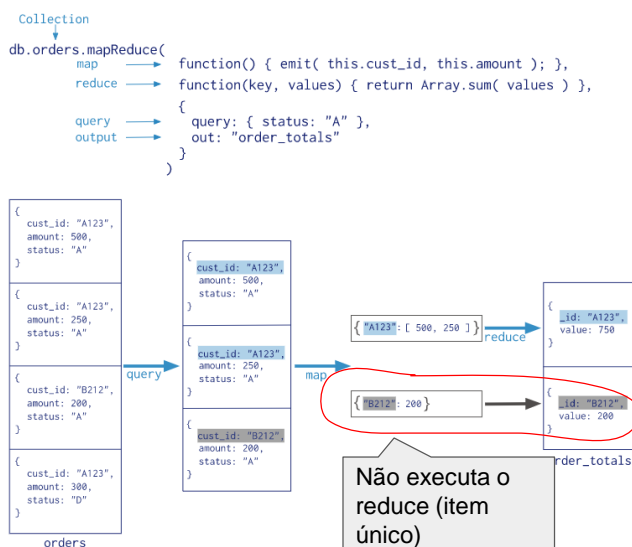 Collection
db.orders.mapReduce(
map function() { emit( this.cust_id, this.amount ); },
reduce function(key, values) { return Array.sum( values ) },
{
query query: { status: "A" },
output out: "order_totals"
}
)
{
cust_id: "A123",
amount: 500,
status: "A"
}
{
cust_id: "A123",
amount: 250,
status: "A"
}
{
cust_id: "B212",
amount: 200,
status: "A"
}
{
cust_id: "A123",
amount: 300,
status: "D"
}
orders
query
{
cust_id: "A123",
amount: 500,
status: "A"
}
{
cust_id: "A123",
amount: 250,
status: "A"
}
{
cust_id: "B212",
amount: 200,
status: "A"
}
map
{ "A123": [ 500, 250 ] }
reduce
{ "B212": 200 }
{
_id: "A123",
value: 750
}
{
_id: "B212",
value: 200
}
rder_totals
Não executa o
reduce (item
único)